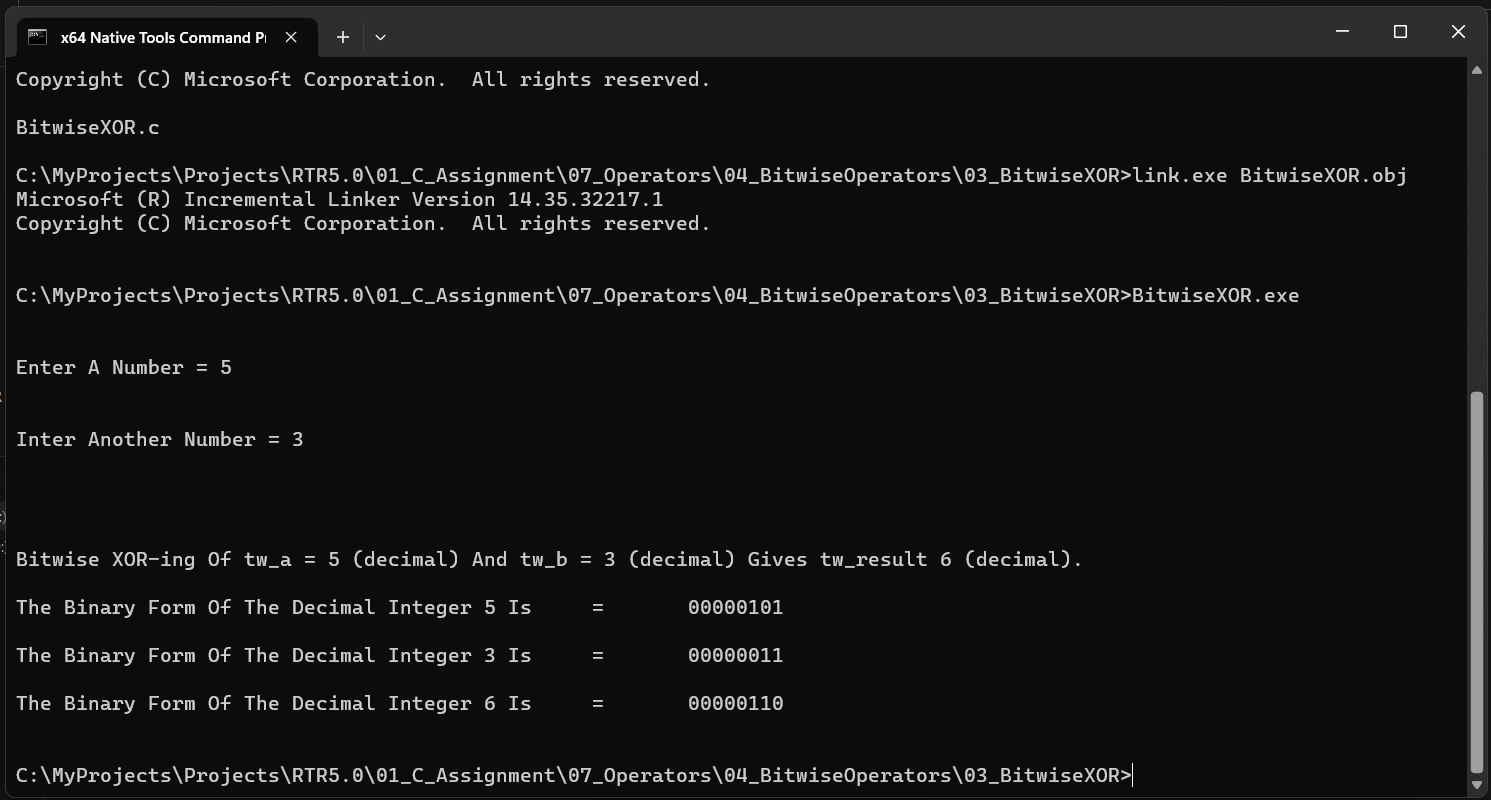 x64 Native Tools Command P
Copyright (C) Microsoft Corporation.  All rights reserved.
BitwiseXOR.c
C:\MyProjects\Projects\RTR5.0\01_C_Assignment\07_Operators\04_BitwiseOperators\03_BitwiseXOR>link.exe BitwiseXOR.obj
Microsoft (R) Incremental Linker Version 14.35.32217.1
Copyright (C) Microsoft Corporation.  All rights reserved.
C:\MyProjects\Projects\RTR5.0\01_C_Assignment\07_Operators\04_BitwiseOperators\03_BitwiseXOR>BitwiseXOR.exe
Enter A Number = 5
Inter Another Number = 3
Bitwise XOR-ing Of tw_a = 5 (decimal) And tw_b = 3 (decimal) Gives tw_result 6 (decimal).
The Binary Form Of The Decimal Integer 5 Is     =       00000101
The Binary Form Of The Decimal Integer 3 Is     =       00000011
The Binary Form Of The Decimal Integer 6 Is     =       00000110
C:\MyProjects\Projects\RTR5.0\01_C_Assignment\07_Operators\04_BitwiseOperators\03_BitwiseXOR>